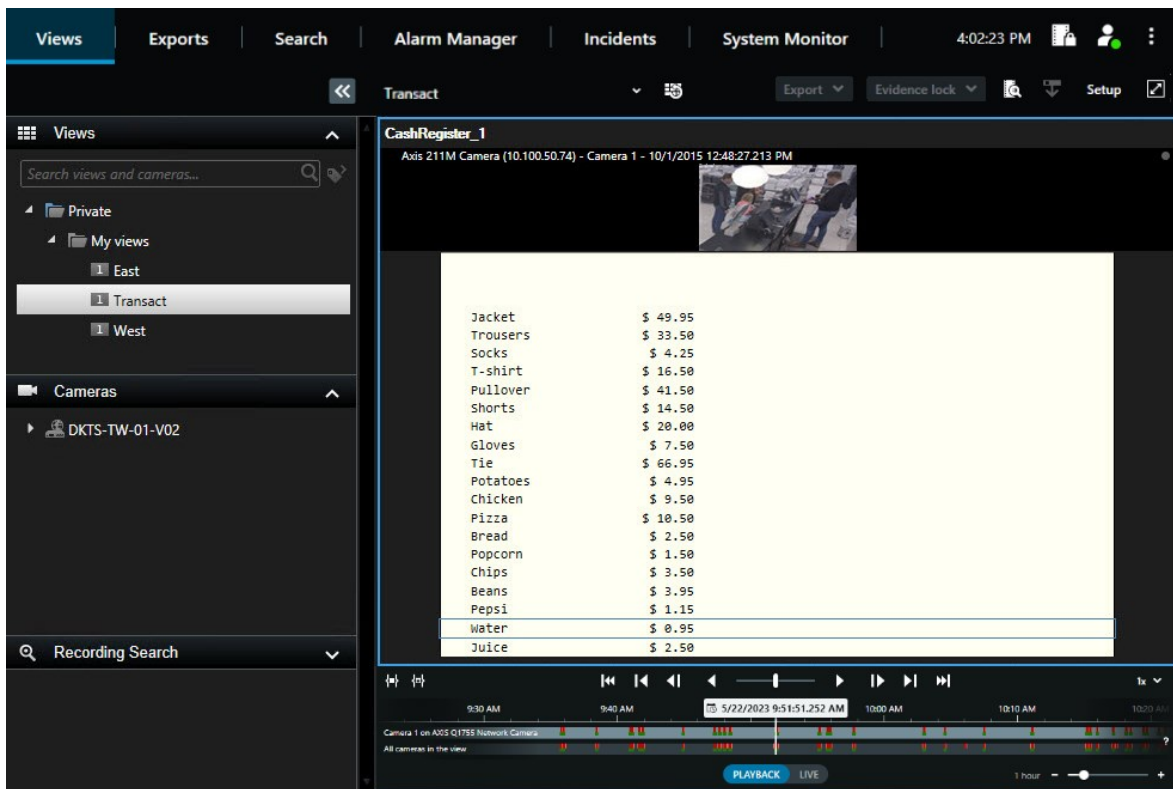 Views Exports Search Alarm Manager Incidents System Monitor 4:02:23 PM
Transact Export Evidence lock Setup
Views
Search views and cameras...
Private
My views
1 East
1 Transact
1 West
Cameras
DKTS-TW-01-V02
Recording Search
CashRegister_1
Axis 211M Camera (10.100.50.74) - Camera 1 - 10/1/2015 12:48:27.213 PM
Jacket $ 49.95
Trousers $ 33.50
Socks $ 4.25
T-shirt $ 16.50
Pullover $ 41.50
Shorts $ 14.50
Hat $ 20.00
Gloves $ 7.50
Tie $ 66.95
Potatoes $ 4.95
Chicken $ 9.50
Pizza $ 10.50
Bread $ 2.50
Popcorn $ 1.50
Chips $ 3.50
Beans $ 3.95
Pepsi $ 1.15
Water $ 0.95
Juice $ 2.50
1x
9:30 AM 9:40 AM 5/22/2023 9:51:51.252 AM 10:00 AM 10:10 AM 10:20 AM
Camera 1 on AXIS Q1755 Network Camera
All cameras in the view ?
PLAYBACK LIVE 1 hour - +